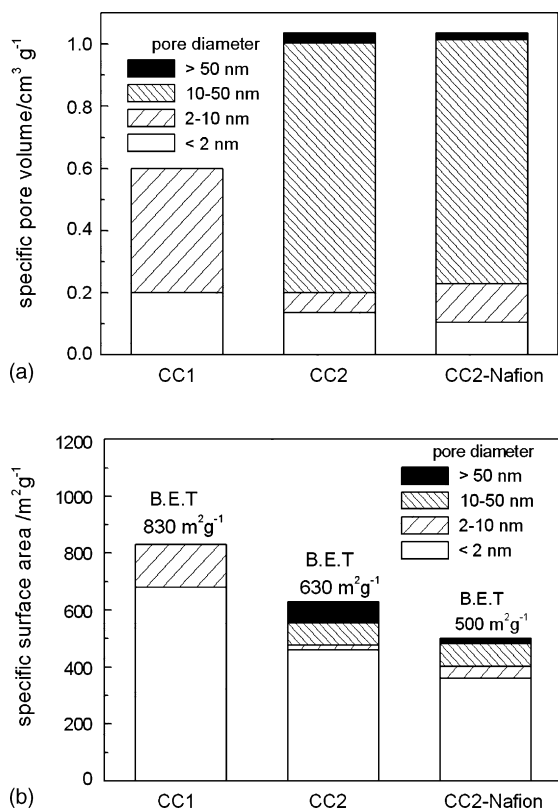 specific pore volume/cm³ g⁻¹
1.0
0.8
0.6
0.4
0.2
0.0
pore diameter
> 50 nm
10-50 nm
2-10 nm
< 2 nm
CC1
CC2
CC2-Nafion
(a)
specific surface area /m²g⁻¹
1200
1000
800
600
400
200
0
B.E.T
830 m²g⁻¹
B.E.T
630 m²g⁻¹
B.E.T
500 m²g⁻¹
pore diameter
> 50 nm
10-50 nm
2-10 nm
< 2 nm
CC1
CC2
CC2-Nafion
(b)